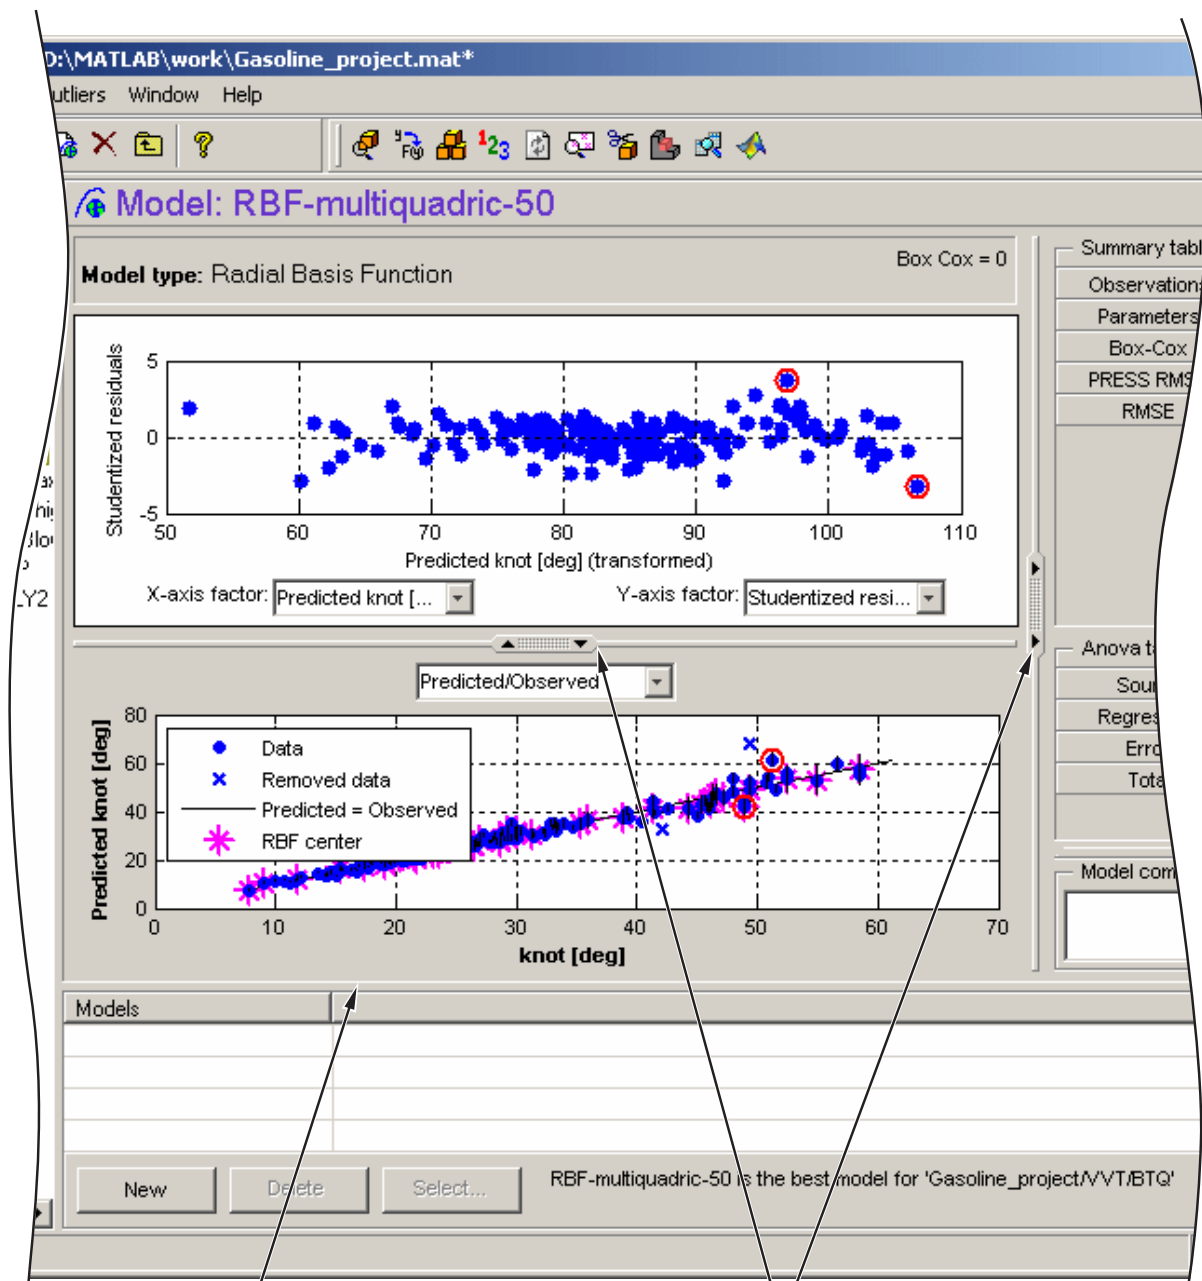 D:\MATLAB\work\Gasoline_project.mat*
utliers Window Help
Model: RBF-multiquadric-50
Model type: Radial Basis Function
Box Cox = 0
Summary tabl
Observations
Parameters
Box-Cox
PRESS RMS
RMSE
Studentized residuals
5
0
-5
50 60 70 80 90 100 110
Predicted knot [deg] (transformed)
X-axis factor: Predicted knot [...
Y-axis factor: Studentized resi...
LY2
Predicted/Observed
Predicted knot [deg]
80
60
40
20
0
Data
Removed data
Predicted = Observed
RBF center
0 10 20 30 40 50 60 70
knot [deg]
Anova t
Sour
Regres
Erro
Tota
Model com
Models
New Delete Select...
RBF-multiquadric-50 is the best model for 'Gasoline_project/VVT/BTQ'